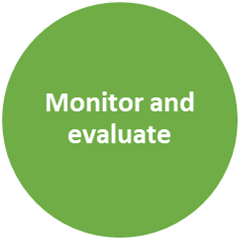 Monitor and
evaluate